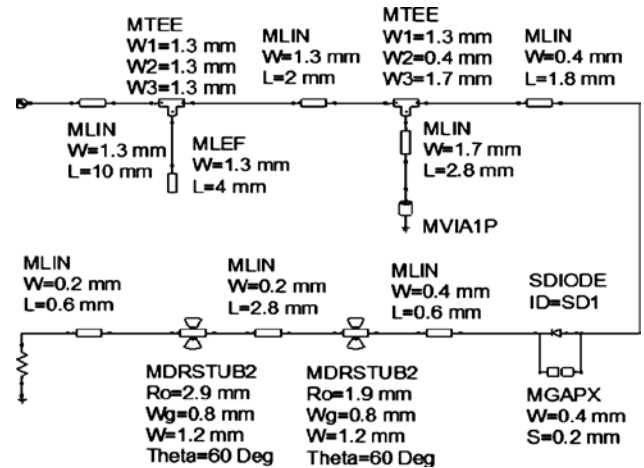 MTEE
W1=1.3 mm
W2=1.3 mm
W3=1.3 mm
MLIN
W=1.3 mm
L=2 mm
MTEE
W1=1.3 mm
W2=0.4 mm
W3=1.7 mm
MLIN
W=0.4 mm
L=1.8 mm
MLIN
W=1.3 mm
L=10 mm
MLEF
W=1.3 mm
L=4 mm
MLIN
W=1.7 mm
L=2.8 mm
MVIA1P
MLIN
W=0.2 mm
L=0.6 mm
MLIN
W=0.2 mm
L=2.8 mm
MLIN
W=0.4 mm
L=0.6 mm
SDIODE
ID=SD1
MDRSTUB2
Ro=2.9 mm
Wg=0.8 mm
W=1.2 mm
Theta=60 Deg
MDRSTUB2
Ro=1.9 mm
Wg=0.8 mm
W=1.2 mm
Theta=60 Deg
MGAPX
W=0.4 mm
S=0.2 mm